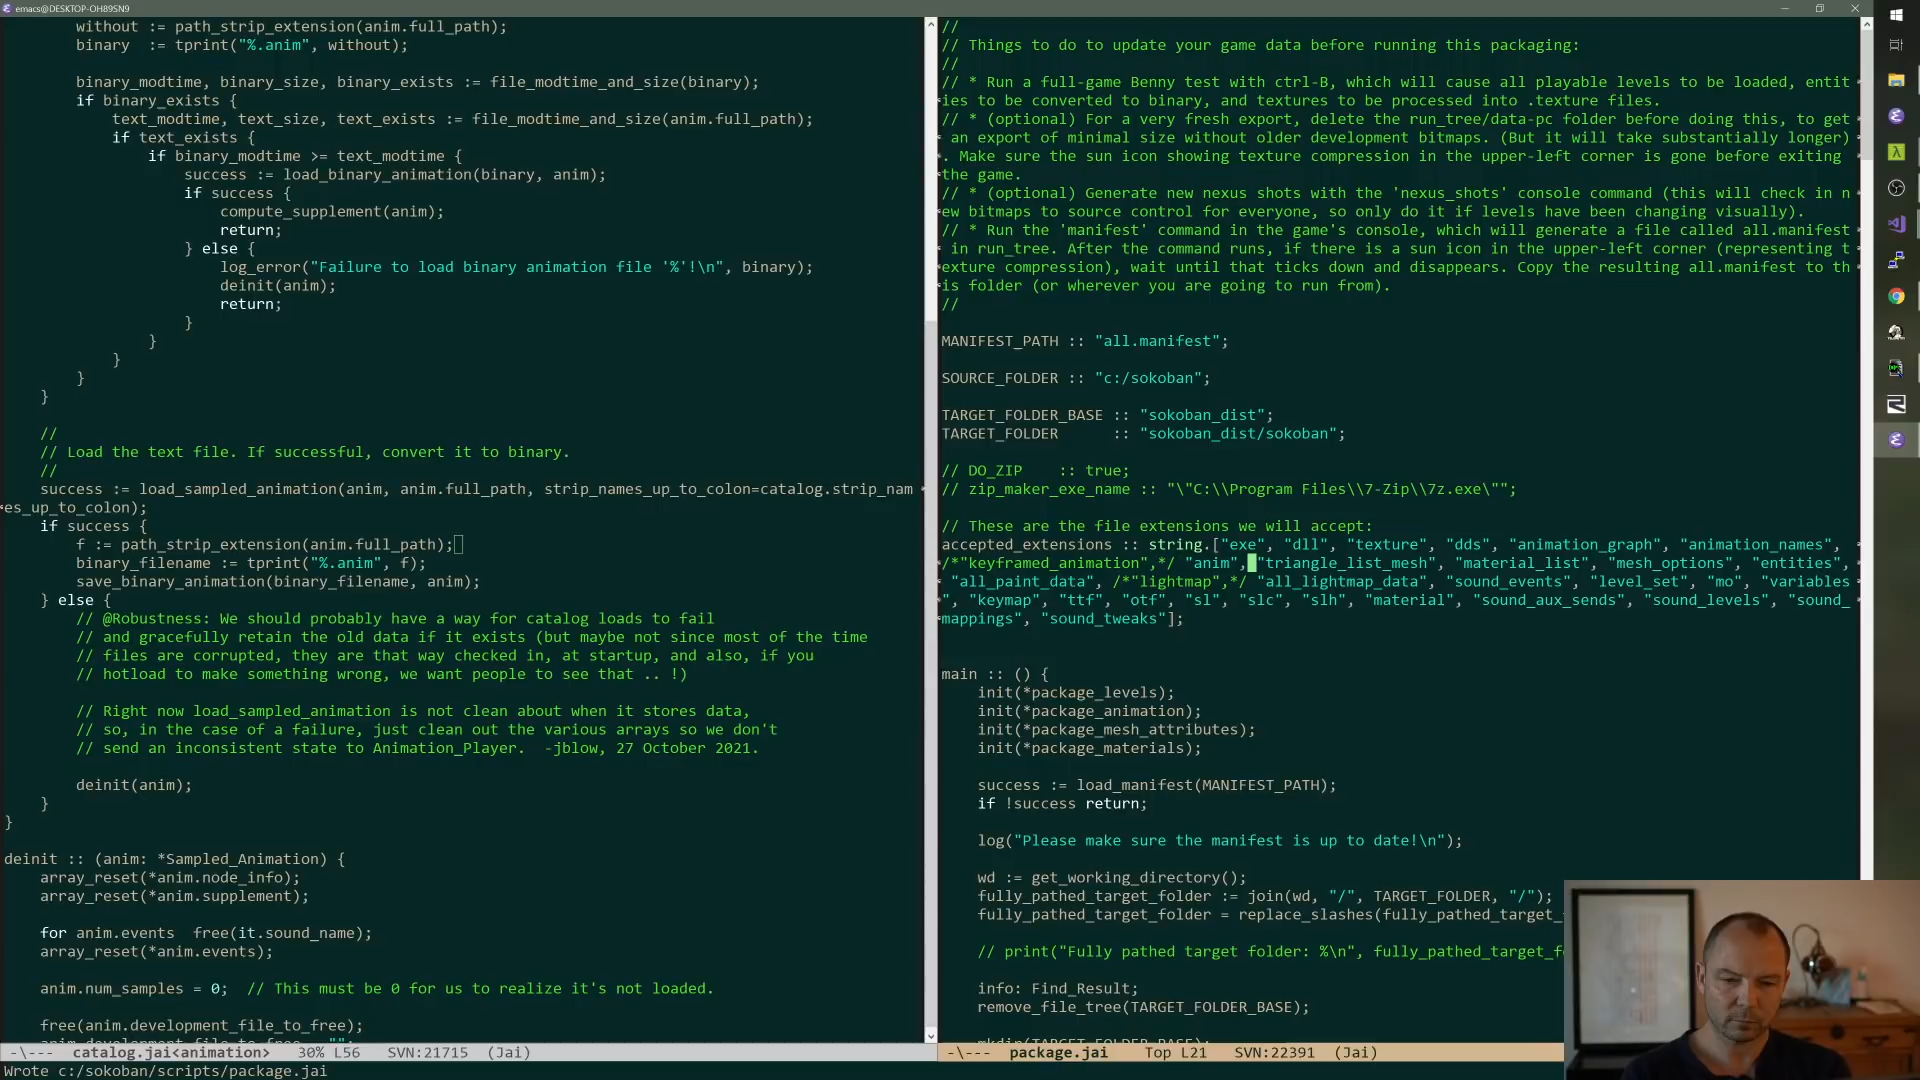 emacs@DESKTOP-OH89SN9
without := path_strip_extension(anim.full_path);
binary  := tprint("%.anim", without);
binary_modtime, binary_size, binary_exists := file_modtime_and_size(binary);
if binary_exists {
text_modtime, text_size, text_exists := file_modtime_and_size(anim.full_path);
if text_exists {
if binary_modtime >= text_modtime {
success := load_binary_animation(binary, anim);
if success {
compute_supplement(anim);
return;
} else {
log_error("Failure to load binary animation file '%'!\n", binary);
deinit(anim);
return;
}
}
}
}
}
//
// Load the text file. If successful, convert it to binary.
//
success := load_sampled_animation(anim, anim.full_path, strip_names_up_to_colon=catalog.strip_nam
es_up_to_colon);
if success {
f := path_strip_extension(anim.full_path);
binary_filename := tprint("%.anim", f);
save_binary_animation(binary_filename, anim);
} else {
// @Robustness: We should probably have a way for catalog loads to fail
// and gracefully retain the old data if it exists (but maybe not since most of the time
// files are corrupted, they are that way checked in, at startup, and also, if you
// hotload to make something wrong, we want people to see that .. !)
// Right now load_sampled_animation is not clean about when it stores data,
// so, in the case of a failure, just clean out the various arrays so we don't
// send an inconsistent state to Animation_Player.  -jblow, 27 October 2021.
deinit(anim);
}
}
deinit :: (anim: *Sampled_Animation) {
array_reset(*anim.node_info);
array_reset(*anim.supplement);
for anim.events  free(it.sound_name);
array_reset(*anim.events);
anim.num_samples = 0;  // This must be 0 for us to realize it's not loaded.
free(anim.development_file_to_free);
anim.development_file_to_free = "";
-\---  catalog.jai<animation>   30% L56   SVN:21715  (Jai)
Wrote c:/sokoban/scripts/package.jai
//
// Things to do to update your game data before running this packaging:
//
// * Run a full-game Benny test with ctrl-B, which will cause all playable levels to be loaded, entit
ies to be converted to binary, and textures to be processed into .texture files.
// * (optional) For a very fresh export, delete the run_tree/data-pc folder before doing this, to get
an export of minimal size without older development bitmaps. (But it will take substantially longer)
. Make sure the sun icon showing texture compression in the upper-left corner is gone before exiting
the game.
// * (optional) Generate new nexus shots with the 'nexus_shots' console command (this will check in n
ew bitmaps to source control for everyone, so only do it if levels have been changing visually).
// * Run the 'manifest' command in the game's console, which will generate a file called all.manifest
in run_tree. After the command runs, if there is a sun icon in the upper-left corner (representing t
exture compression), wait until that ticks down and disappears. Copy the resulting all.manifest to th
is folder (or wherever you are going to run from).
//
MANIFEST_PATH :: "all.manifest";
SOURCE_FOLDER :: "c:/sokoban";
TARGET_FOLDER_BASE :: "sokoban_dist";
TARGET_FOLDER      :: "sokoban_dist/sokoban";
// DO_ZIP    :: true;
// zip_maker_exe_name :: "\"C:\\Program Files\\7-Zip\\7z.exe\"";
// These are the file extensions we will accept:
accepted_extensions :: string.["exe", "dll", "texture", "dds", "animation_graph", "animation_names",
/*"keyframed_animation",*/ "anim", "triangle_list_mesh", "material_list", "mesh_options", "entities",
"all_paint_data", /*"lightmap",*/ "all_lightmap_data", "sound_events", "level_set", "mo", "variables
", "keymap", "ttf", "otf", "sl", "slc", "slh", "material", "sound_aux_sends", "sound_levels", "sound_
mappings", "sound_tweaks"];
main :: () {
init(*package_levels);
init(*package_animation);
init(*package_mesh_attributes);
init(*package_materials);
success := load_manifest(MANIFEST_PATH);
if !success return;
log("Please make sure the manifest is up to date!\n");
wd := get_working_directory();
fully_pathed_target_folder := join(wd, "/", TARGET_FOLDER, "/");
fully_pathed_target_folder = replace_slashes(fully_pathed_target_
// print("Fully pathed target folder: %\n", fully_pathed_target_fo
info: Find_Result;
remove_file_tree(TARGET_FOLDER_BASE);
mkdir(TARGET_FOLDER_BASE);
-\---  package.jai    Top L21   SVN:22391  (Jai)